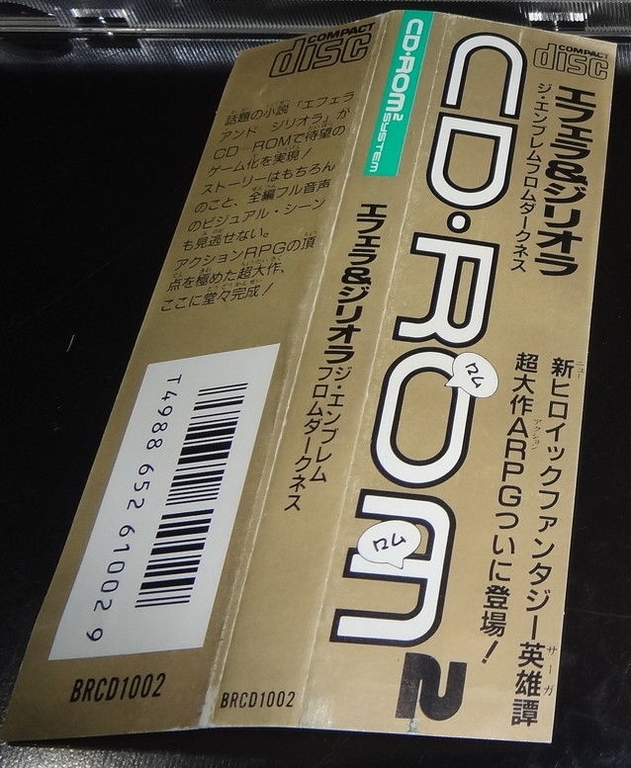 COMPACT
disc
話題の小説「エフェラ
アンド ジリオラ」が
CD-ROMで待望の
ゲーム化を実現!
ストーリーはもちろん
のこと、全編フル音声
のビジュアル・シーン
も見逃せない。
アクションRPGの頂
点を極めた超大作、
ここに堂々完成!
T4988 652 61002 9
BRCD1002
CD・ROM² SYSTEM
エフェラ&ジリオラ
ジ・エンブレム
フロムダークネス
BRCD1002
CD・ROM2
ロム
ロム
COMPACT
disc
エフェラ&ジリオラ
ジ・エンブレムフロムダークネス
新ヒロイックファンタジー英雄譚
ニュー
サーガ
超大作ARPGついに登場!
アクション